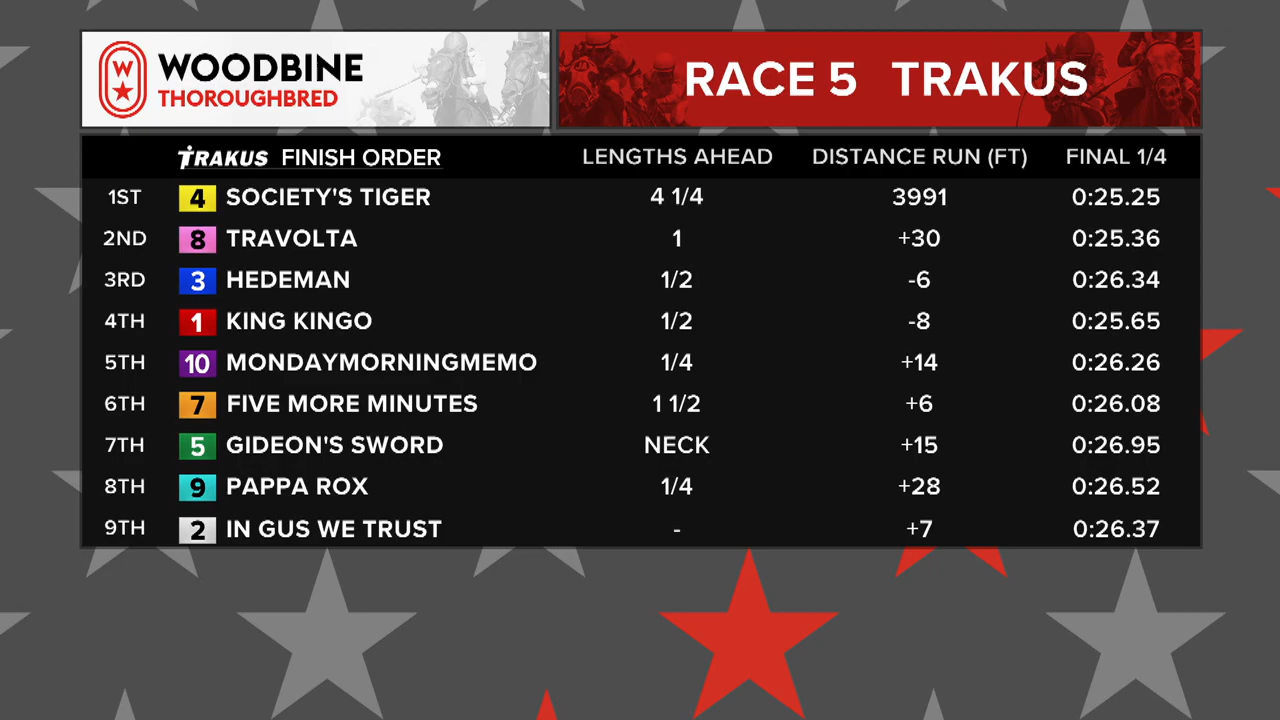 W
WOODBINE
THOROUGHBRED
RACE 5 TRAKUS
TRAKUS FINISH ORDER LENGTHS AHEAD DISTANCE RUN (FT) FINAL 1/4
1ST 4 SOCIETY'S TIGER 4 1/4 3991 0:25.25
2ND 8 TRAVOLTA 1 +30 0:25.36
3RD 3 HEDEMAN 1/2 -6 0:26.34
4TH 1 KING KINGO 1/2 -8 0:25.65
5TH 10 MONDAYMORNINGMEMO 1/4 +14 0:26.26
6TH 7 FIVE MORE MINUTES 1 1/2 +6 0:26.08
7TH 5 GIDEON'S SWORD NECK +15 0:26.95
8TH 9 PAPPA ROX 1/4 +28 0:26.52
9TH 2 IN GUS WE TRUST - +7 0:26.37